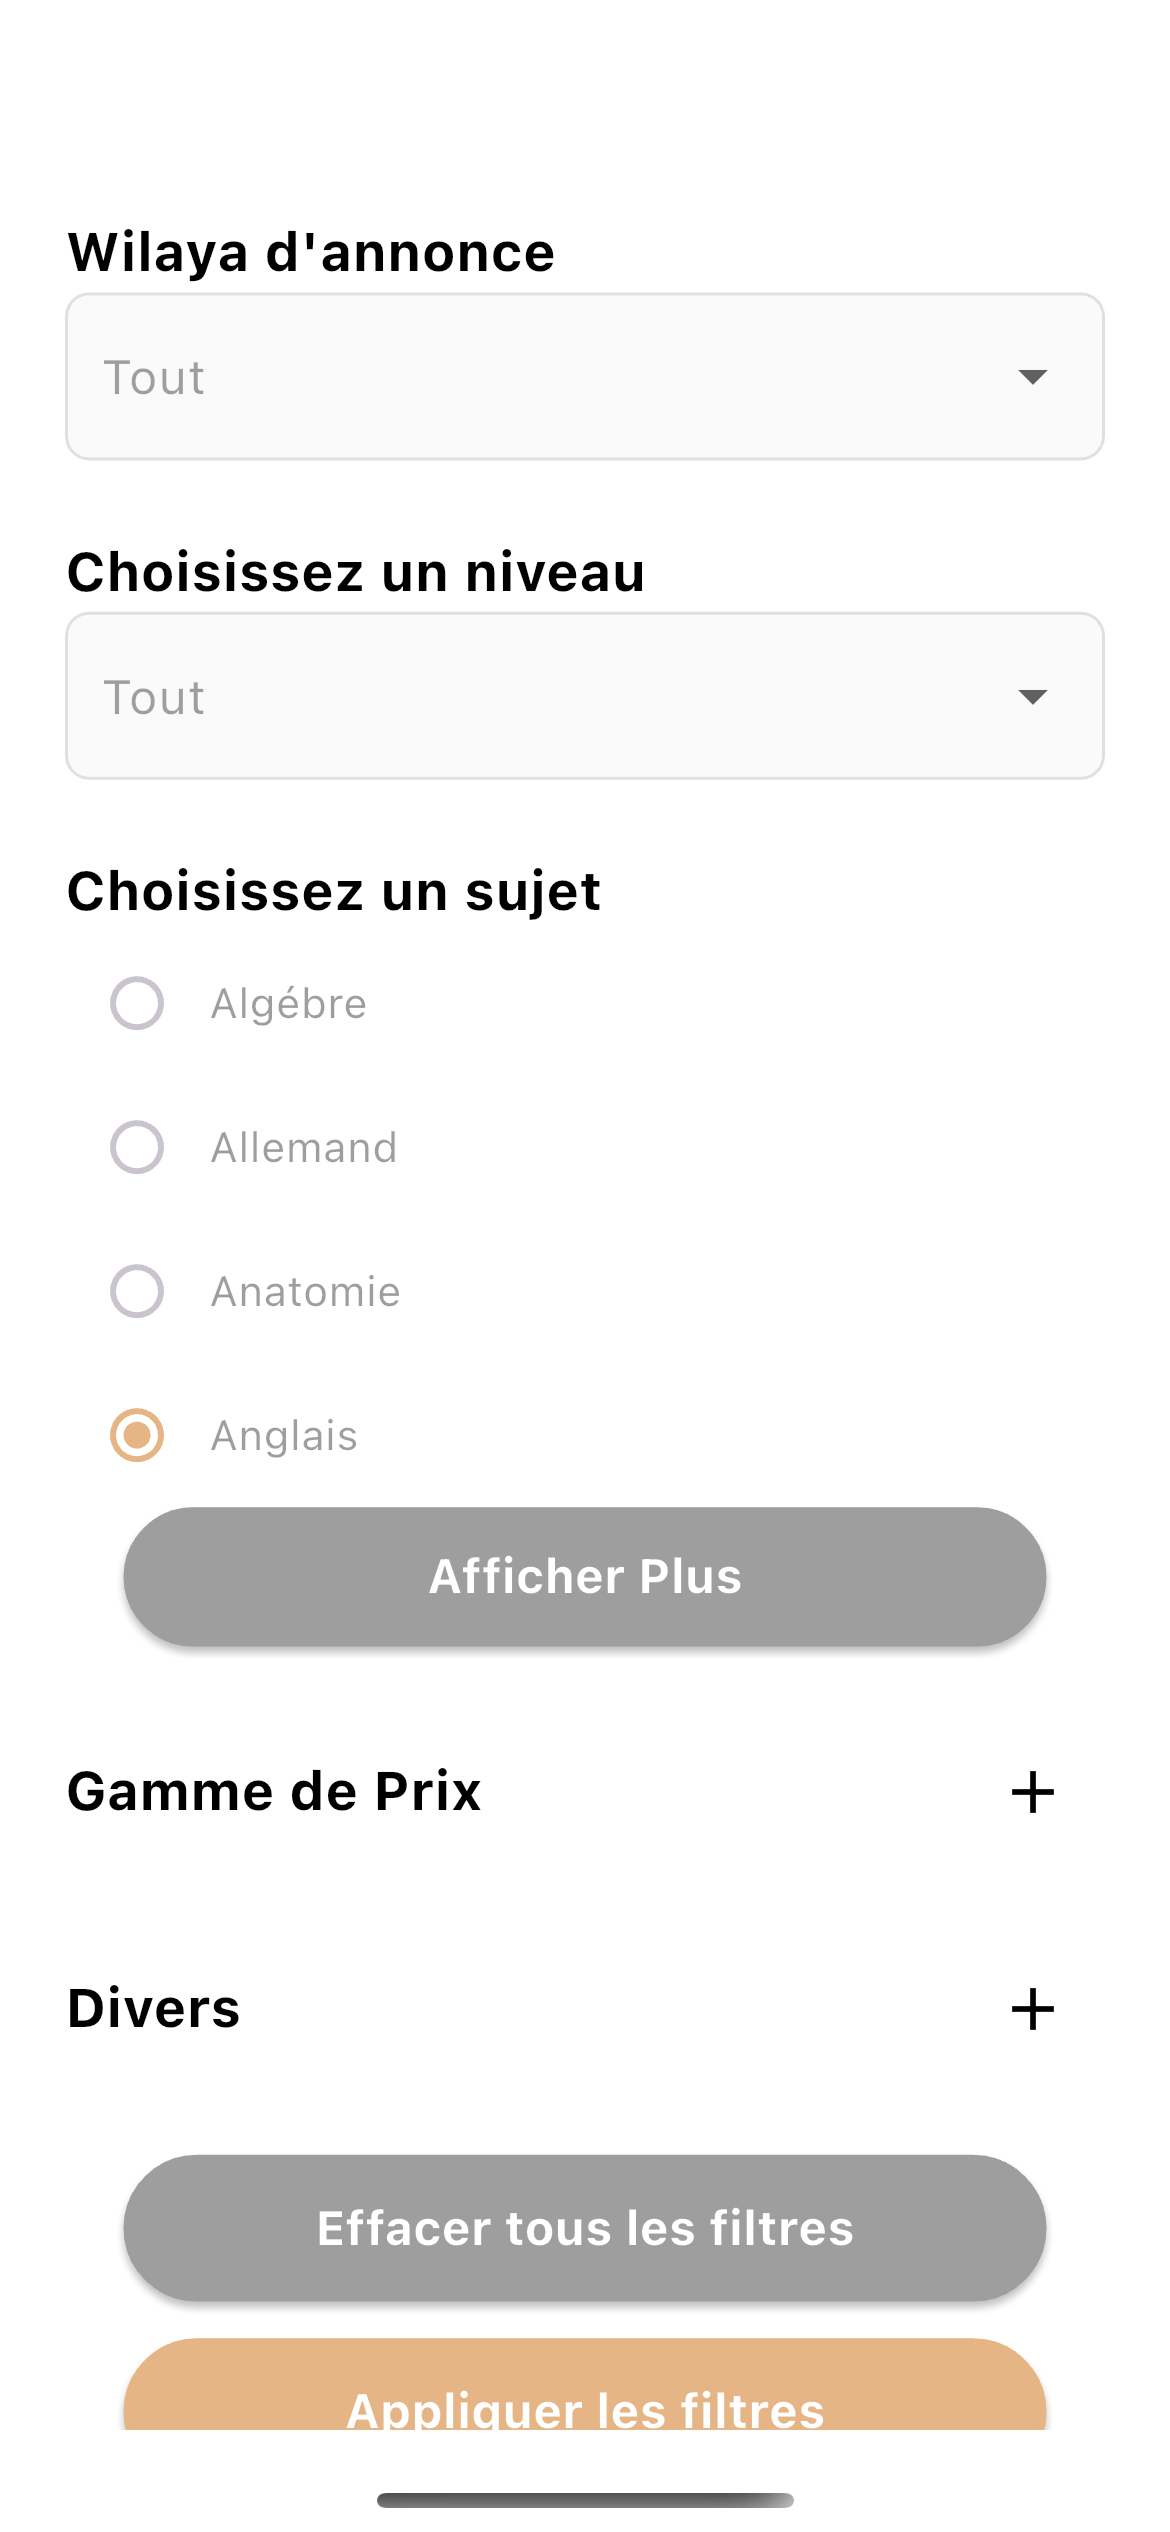 Wilaya d'annonce
Tout
Choisissez un niveau
Tout
Choisissez un sujet
Algébre
Allemand
Anatomie
Anglais
Afficher Plus
Gamme de Prix
Divers
Effacer tous les filtres
Appliquer les filtres